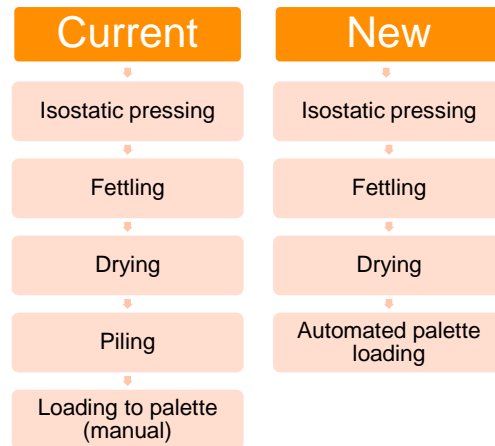 Current
Isostatic pressing
Fettling
Drying
Piling
Loading to palette
(manual)
New
Isostatic pressing
Fettling
Drying
Automated palette
loading